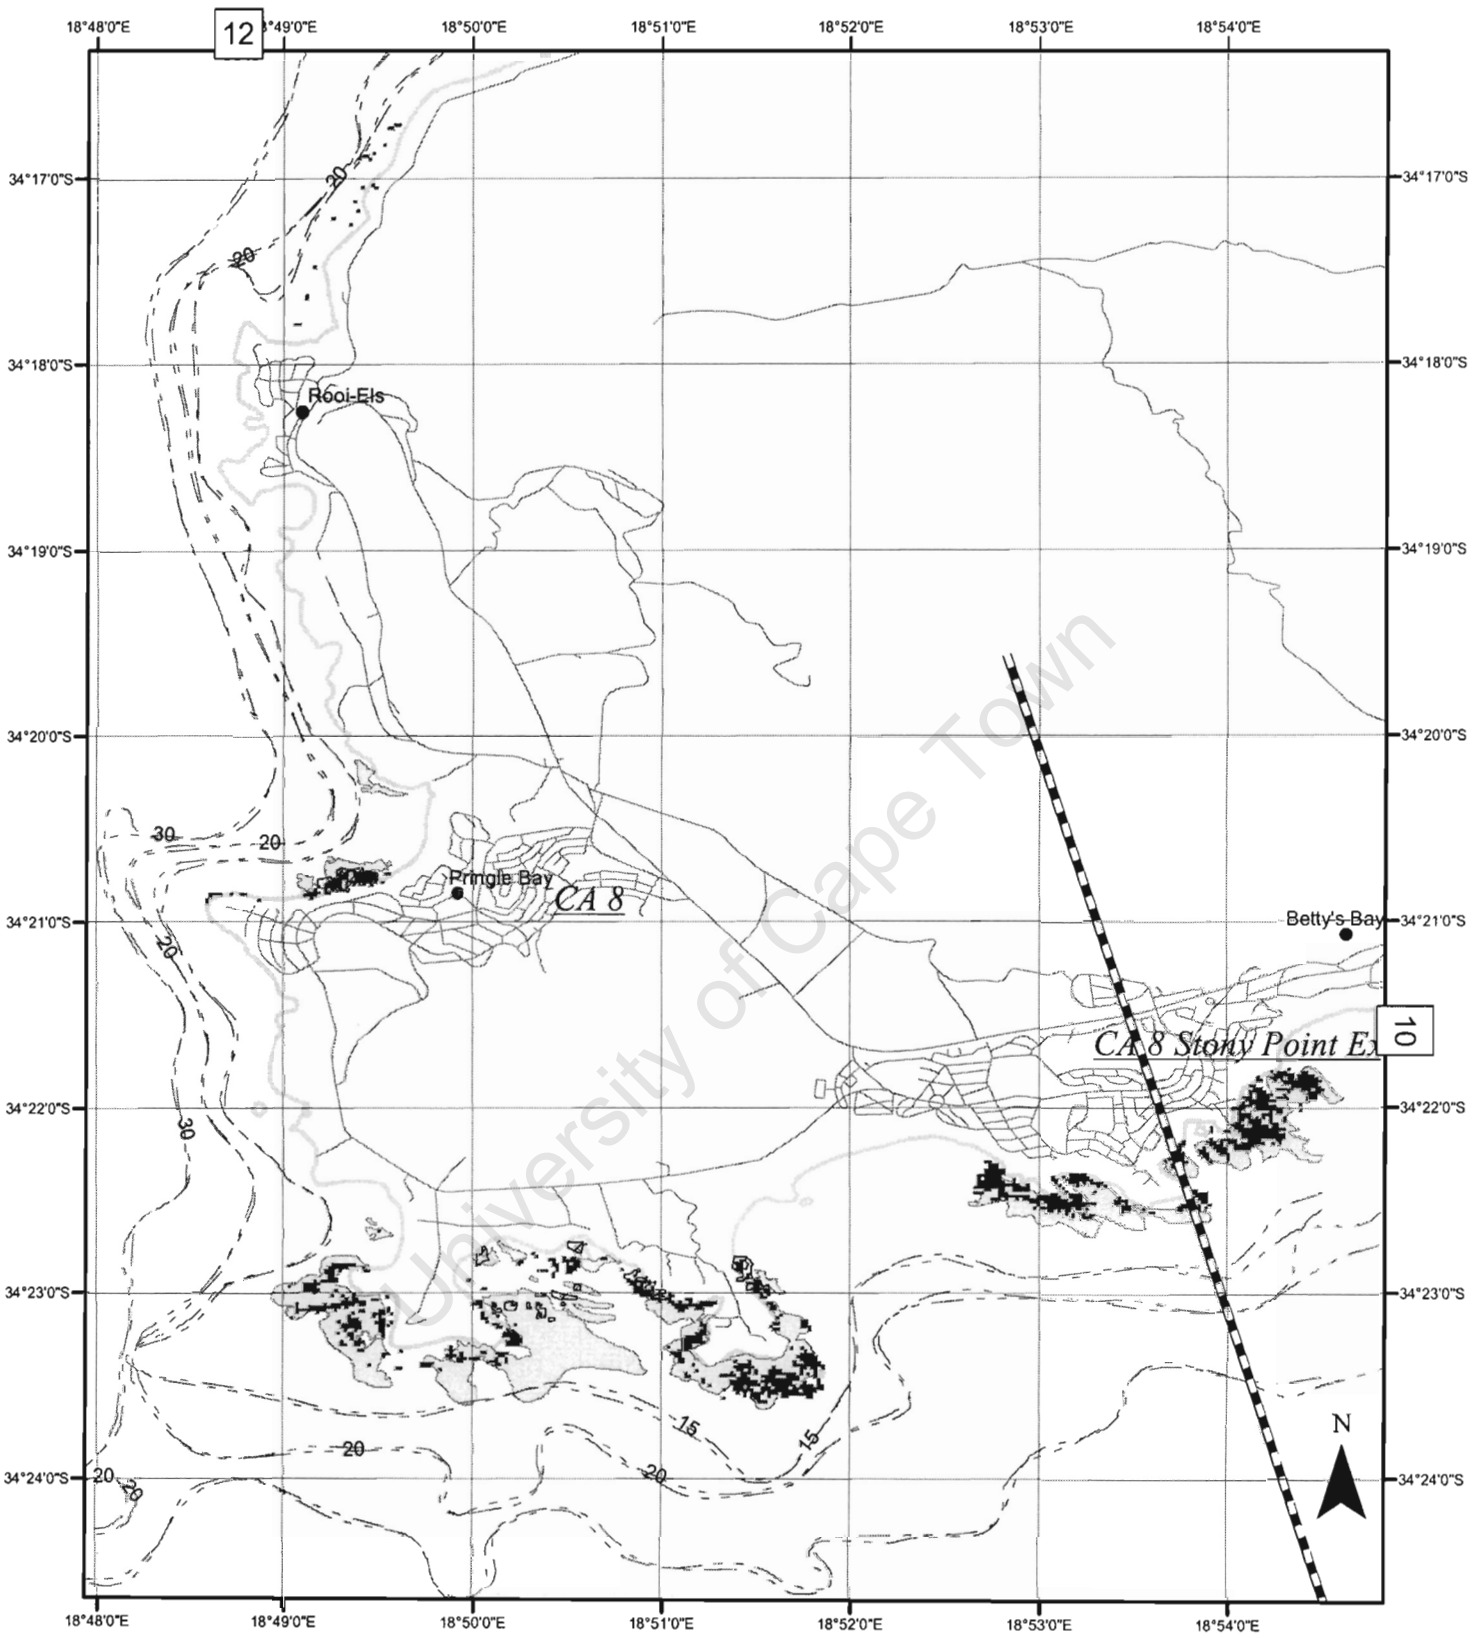 18°48'0"E 18°49'0"E 18°50'0"E 18°51'0"E 18°52'0"E 18°53'0"E 18°54'0"E
12
20
34°17'0"S 34°17'0"S
20
34°18'0"S 34°18'0"S
Rooi-Els
34°19'0"S 34°19'0"S
34°20'0"S 34°20'0"S
30 20
Pringle Bay
CA 8
34°21'0"S 34°21'0"S
Betty's Bay
20
10
CA 8 Stony Point Ex
34°22'0"S 34°22'0"S
30
34°23'0"S 34°23'0"S
15 15
N
20
20
34°24'0"S 34°24'0"S
20
20
18°48'0"E 18°49'0"E 18°50'0"E 18°51'0"E 18°52'0"E 18°53'0"E 18°54'0"E
University of Cape Town